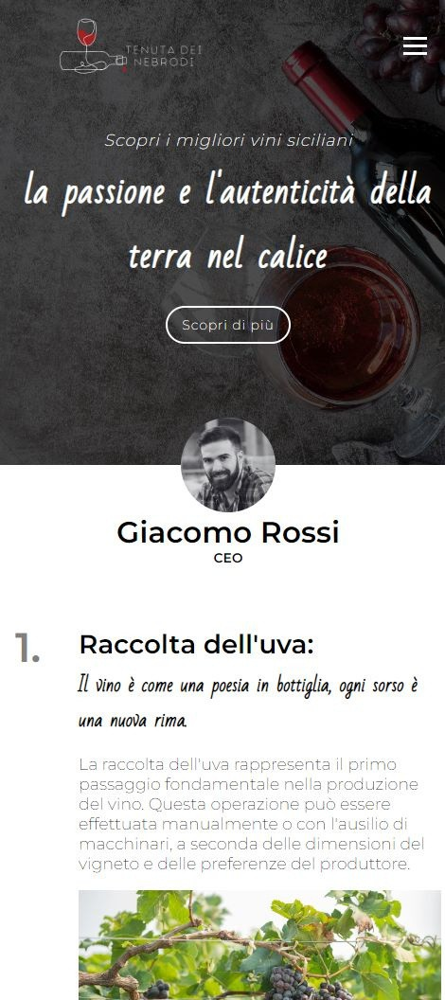 TENUTA DEI
NEBRODI
Scopri i migliori vini siciliani
la passione e l'autenticità della
terra nel calice
Scopri di più
Giacomo Rossi
CEO
1.
Raccolta dell'uva:
Il vino è come una poesia in bottiglia, ogni sorso è
una nuova rima.
La raccolta dell'uva rappresenta il primo
passaggio fondamentale nella produzione
del vino. Questa operazione può essere
effettuata manualmente o con l'ausilio di
macchinari, a seconda delle dimensioni del
vigneto e delle preferenze del produttore.